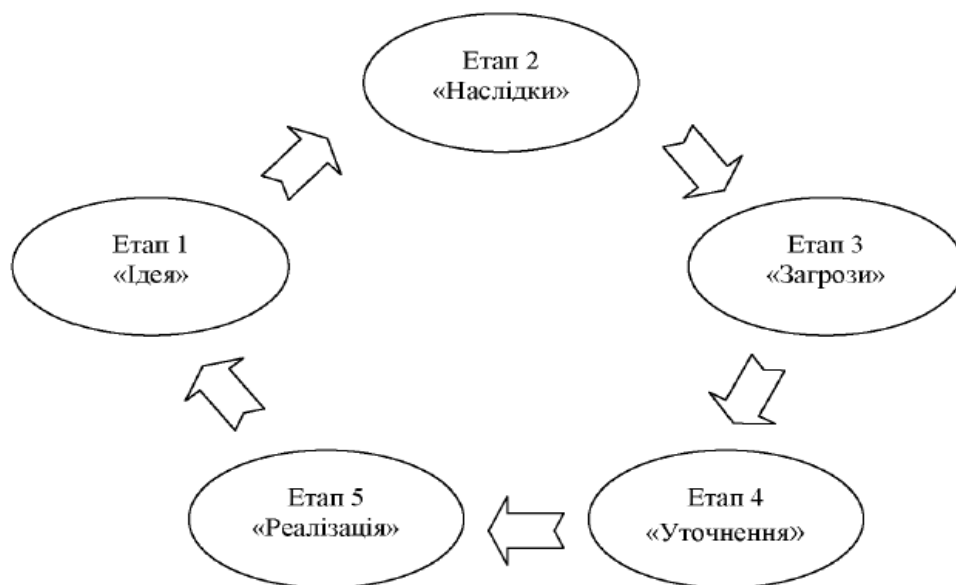 Етап 1
«Ідея»
Етап 2
«Наслідки»
Етап 3
«Загрози»
Етап 4
«Уточнення»
Етап 5
«Реалізація»